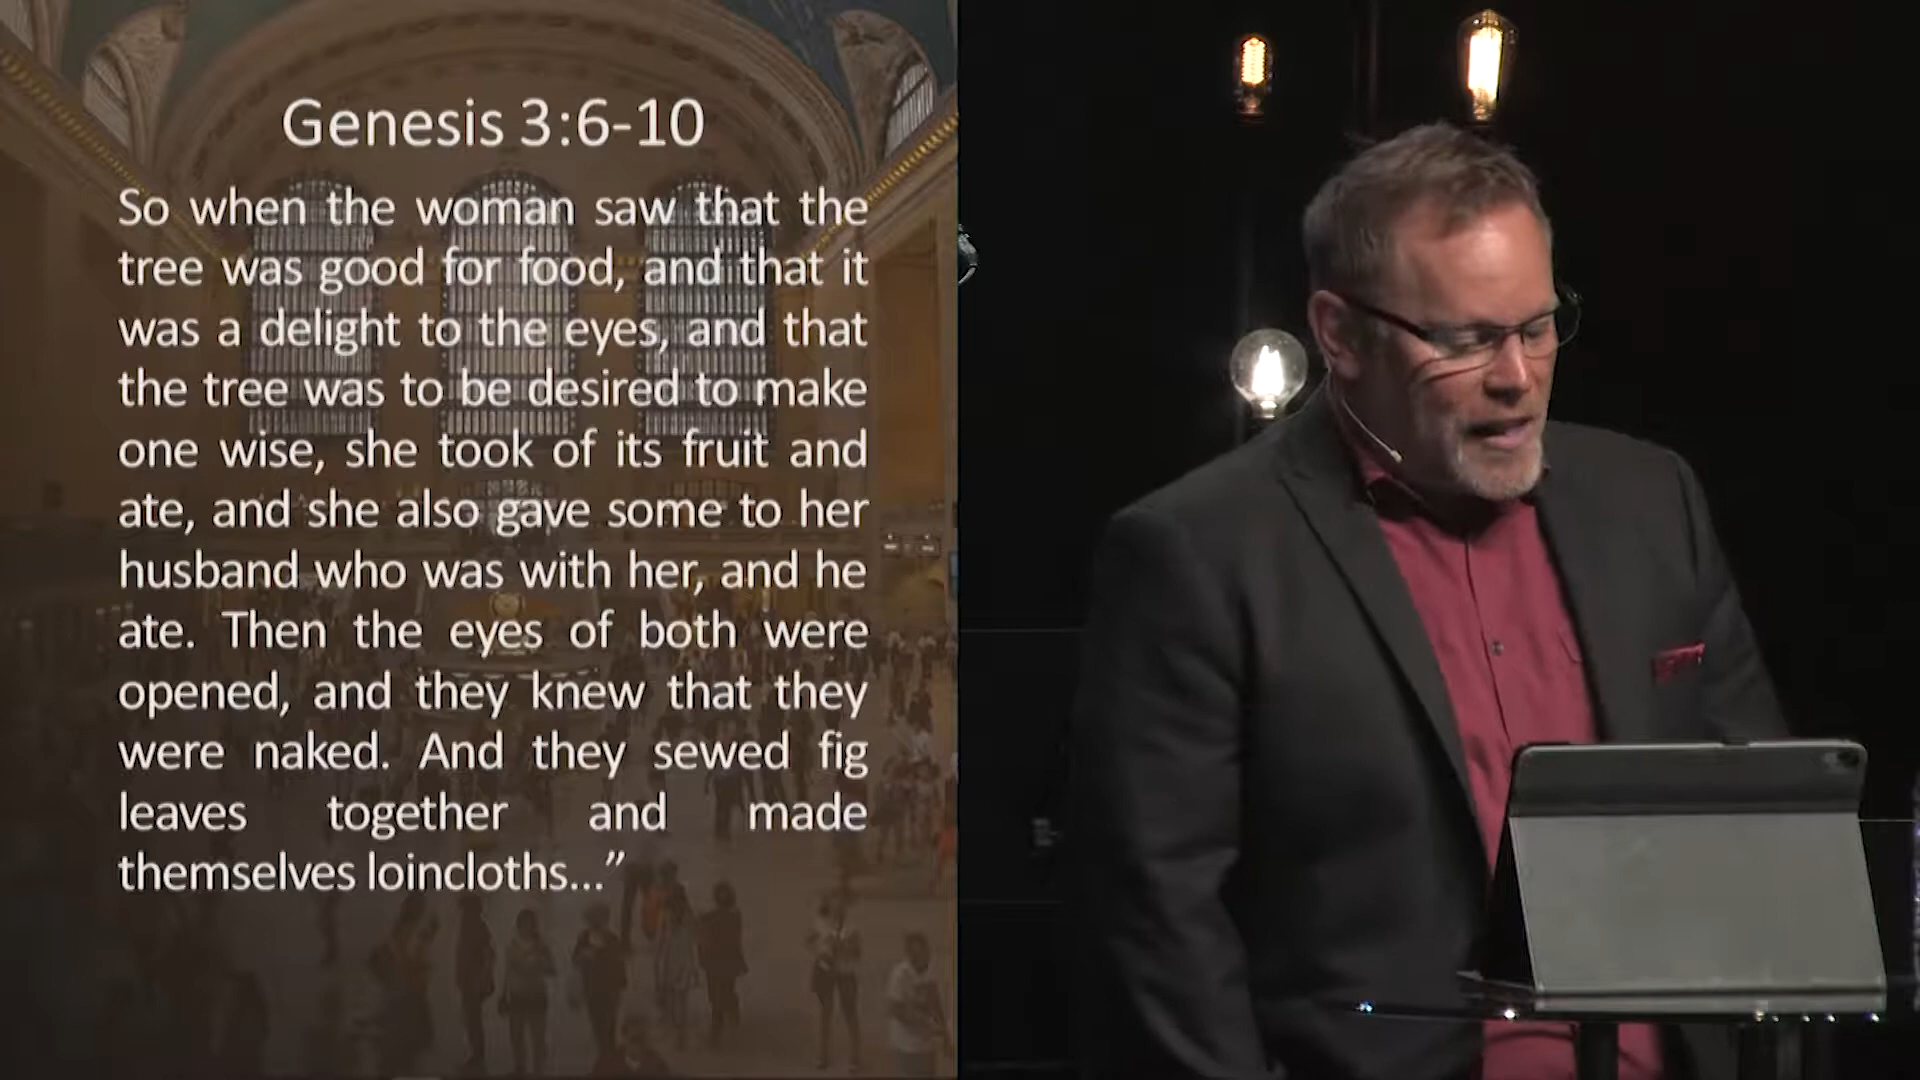 Genesis 3:6-10
So when the woman saw that the
tree was good for food, and that it
was a delight to the eyes, and that
the tree was to be desired to make
one wise, she took of its fruit and
ate, and she also gave some to her
husband who was with her, and he
ate. Then the eyes of both were
opened, and they knew that they
were naked. And they sewed fig
leaves together and made
themselves loincloths...”